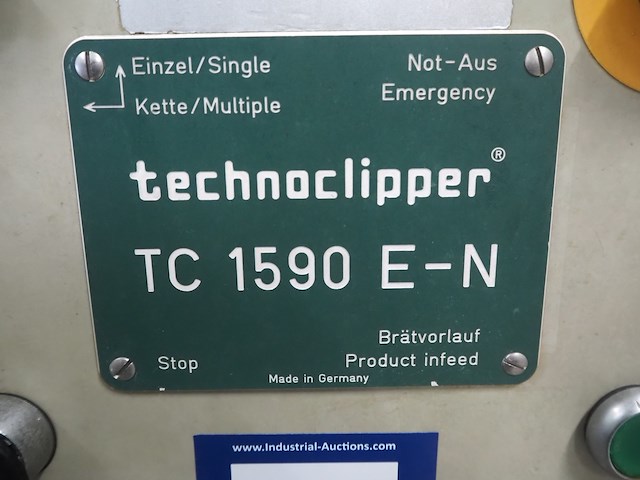 Einzel/Single
Not-Aus
Kette/Multiple
Emergency
technoclipper®
TC 1590 E-N
Brätvorlauf
Stop
Product infeed
Made in Germany
www.Industrial-Auctions.com